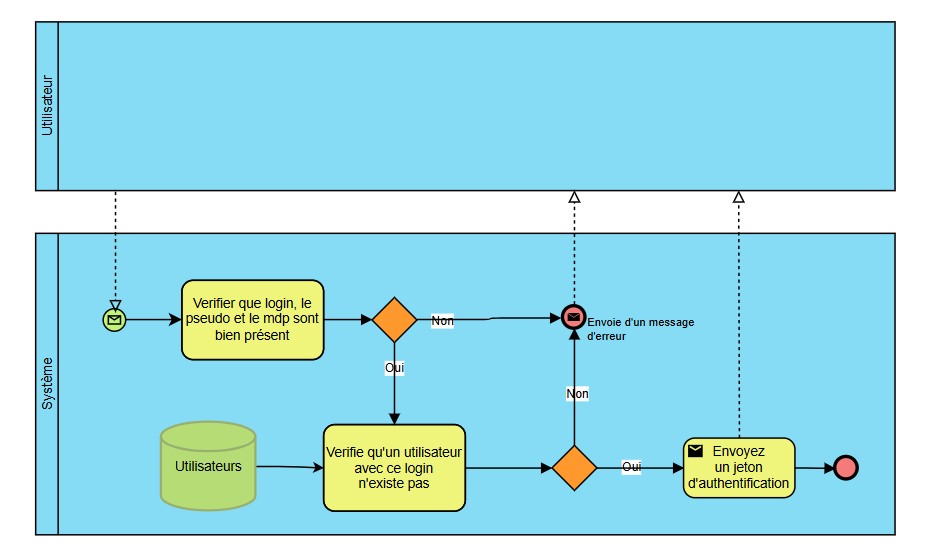 Utilisateur
Système
Verifier que login, le
pseudo et le mdp sont
bien présent
Non
Envoie d'un message
d'erreur
Oui
Non
Utilisateurs
Verifie qu'un utilisateur
avec ce login
n'existe pas
Oui
Envoyez
un jeton
d'authentification